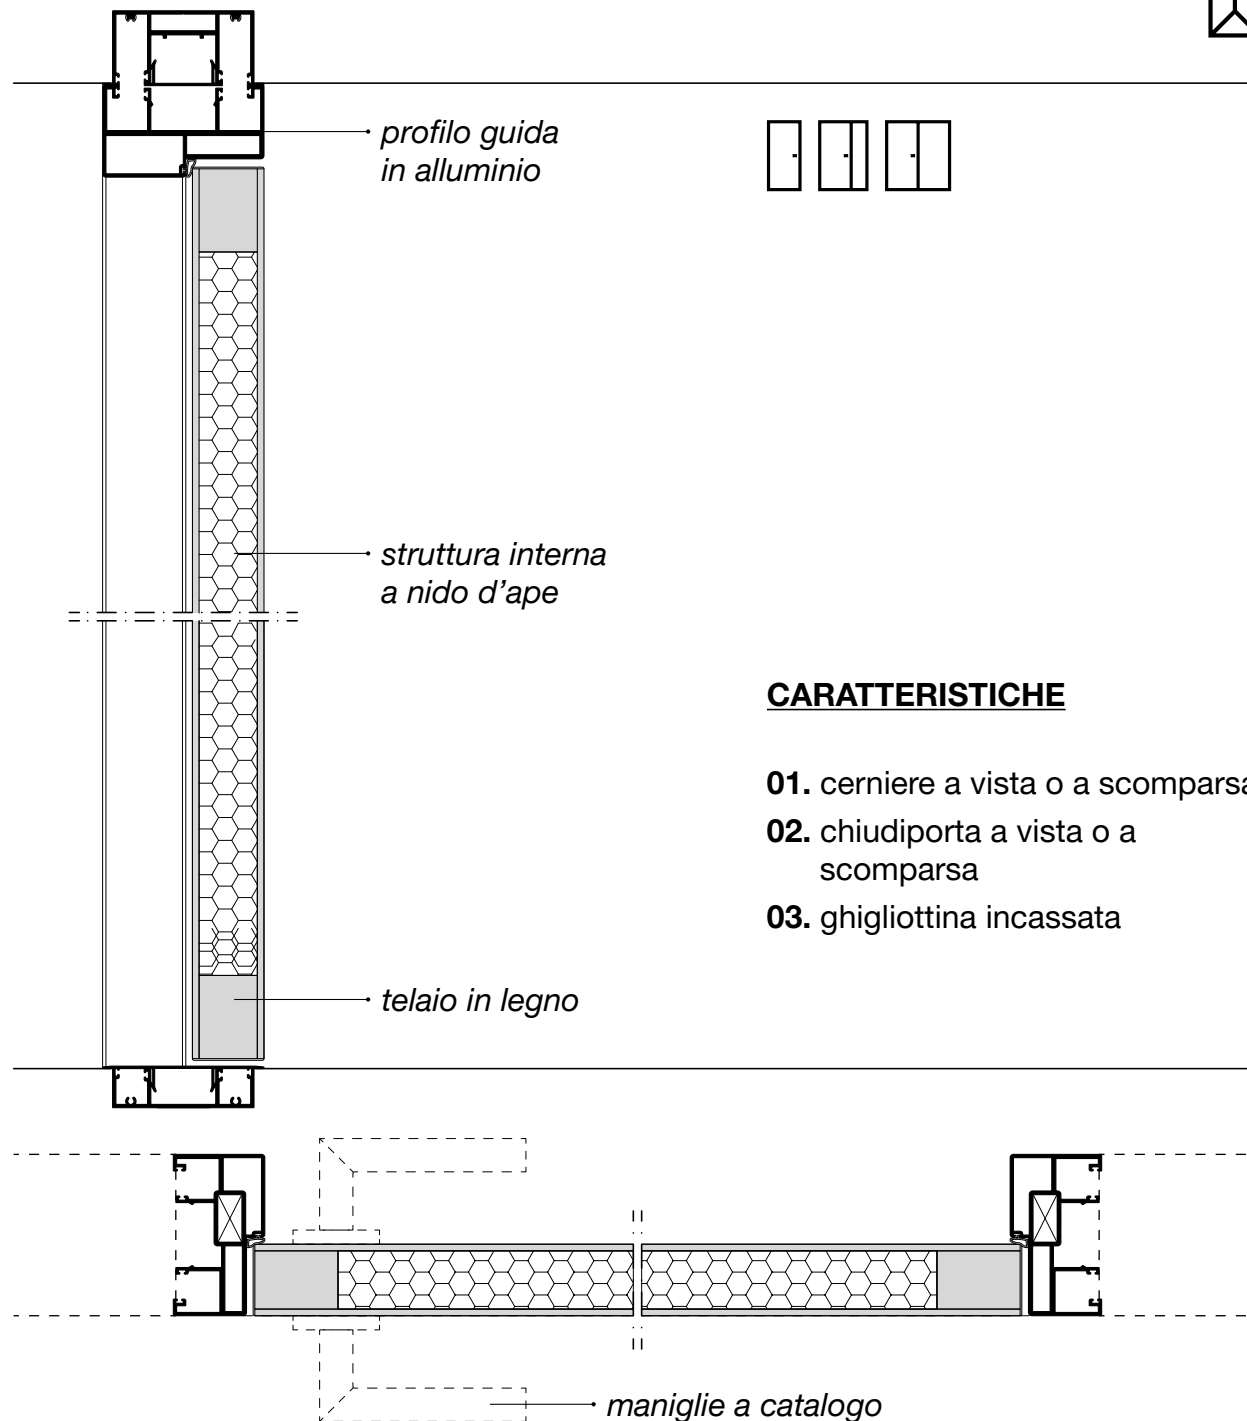 profilo guida
in alluminio
struttura interna
a nido d’ape
CARATTERISTICHE
01. cerniere a vista o a scomparsa
02. chiudiporta a vista o a
scomparsa
03. ghigliottina incassata
telaio in legno
maniglie a catalogo